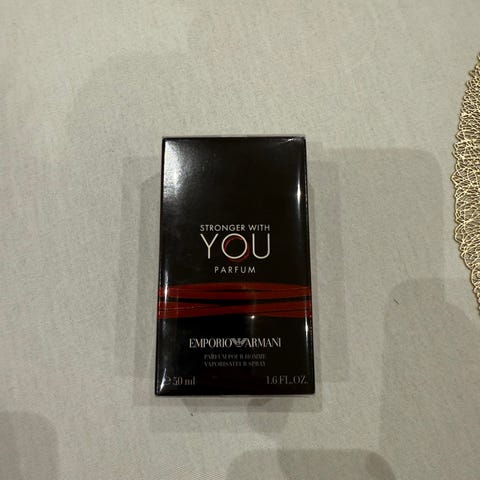 STRONGER WITH
YOU
PARFUM
EMPORIO ARMANI
PARFUM POUR HOMME
VAPORISATEUR SPRAY
e 50 ml 1.6 FL.OZ.